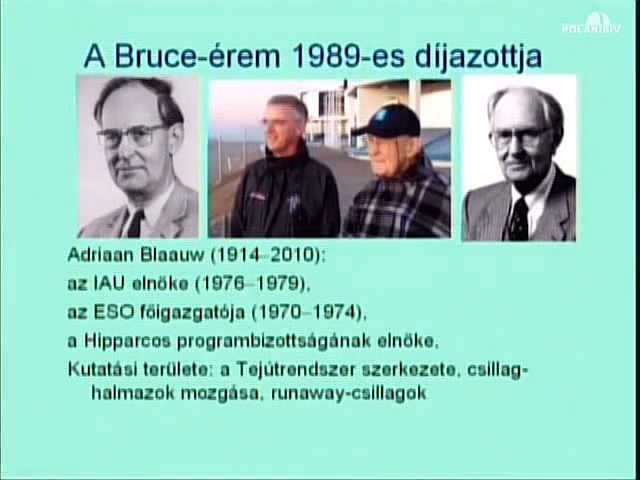 POLARIMV
A Bruce-érem 1989-es díjazottja
Adriaan Blaauw (1914–2010):
az IAU elnöke (1976–1979),
az ESO főigazgatója (1970–1974),
a Hipparcos programbizottságának elnöke,
Kutatási területe: a Tejútrendszer szerkezete, csillag-
halmazok mozgása, runaway-csillagok